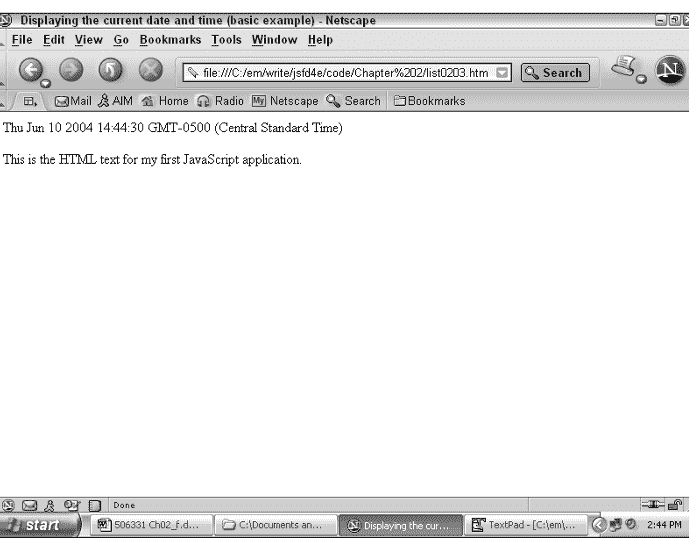 Displaying the current date and time (basic example) - Netscape
File Edit View Go Bookmarks Tools Window Help
file:///C:/em/write/jsfd4e/code/Chapter%202/list0203.htm Search N
Mail AIM Home Radio My Netscape Search Bookmarks
Thu Jun 10 2004 14:44:30 GMT-0500 (Central Standard Time)
This is the HTML text for my first JavaScript application.
Done
start 506331 Ch02_f.d... C:\Documents an... Displaying the cur... TextPad - [C:\em\... 2:44 PM